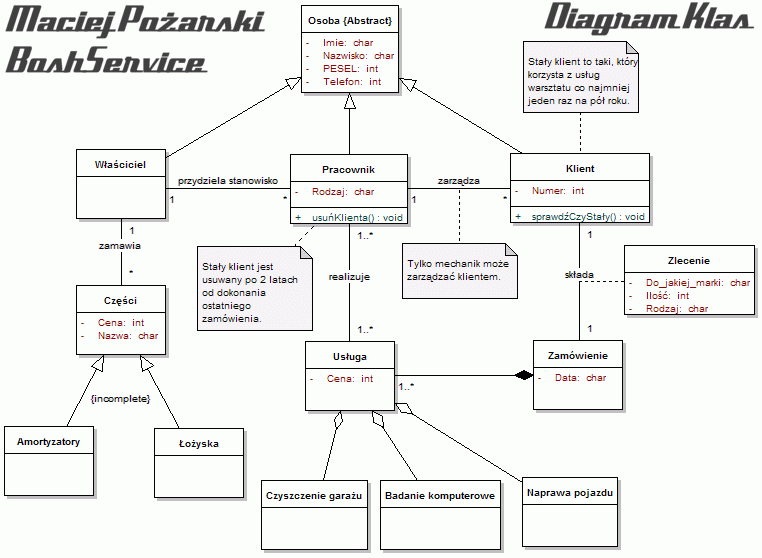 Maciej Pożarski
BoshService
Diagram Klas
Osoba {Abstract}
- Imie: char
- Nazwisko: char
- PESEL: int
- Telefon: int
Stały klient to taki, który
korzysta z usług
warsztatu co najmniej
jeden raz na pół roku.
Właściciel
przydziela stanowisko
1
*
Pracownik
- Rodzaj: char
+ usuńKlienta() : void
zarządza
1
*
Klient
- Numer: int
+ sprawdźCzyStały() : void
1
zamawia
*
Stały klient jest
usuwany po 2 latach
od dokonania
ostatniego
zamówienia.
1..*
realizuje
1..*
Tylko mechanik może
zarządzać klientem.
1
składa
1
Zlecenie
- Do_jakiej_marki: char
- Ilość: int
- Rodzaj: char
Części
- Cena: int
- Nazwa: char
Usługa
- Cena: int
1..*
Zamówienie
- Data: char
{incomplete}
Amortyzatory
Łożyska
Czyszczenie garażu
Badanie komputerowe
Naprawa pojazdu